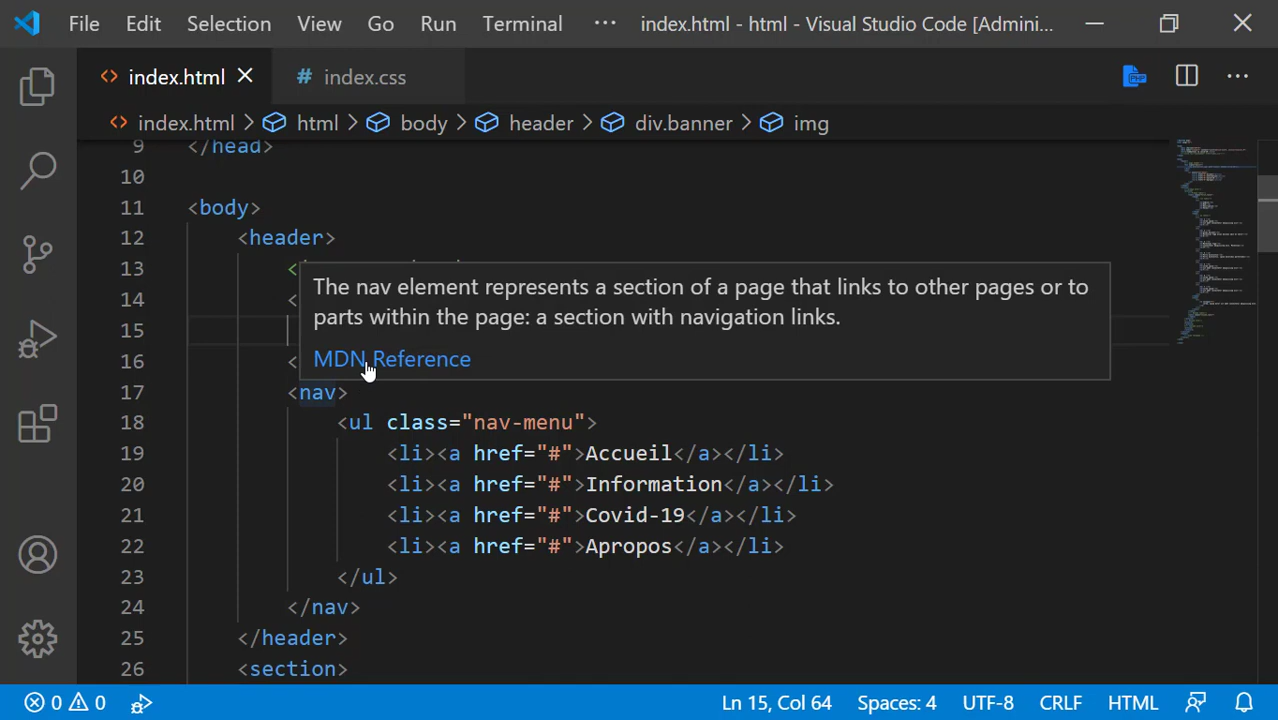 File Edit Selection View Go Run Terminal ··· index.html - html - Visual Studio Code [Admini...
index.html # index.css
index.html > html > body > header > div.banner > img
9 </head>
10
11 <body>
12 <header>
13 <
14 <
The nav element represents a section of a page that links to other pages or to
15
parts within the page: a section with navigation links.
16 <
MDN Reference
17 <nav>
18 <ul class="nav-menu">
19 <li><a href="#">Accueil</a></li>
20 <li><a href="#">Information</a></li>
21 <li><a href="#">Covid-19</a></li>
22 <li><a href="#">Apropos</a></li>
23 </ul>
24 </nav>
25 </header>
26 <section>
0 0 Ln 15, Col 64 Spaces: 4 UTF-8 CRLF HTML